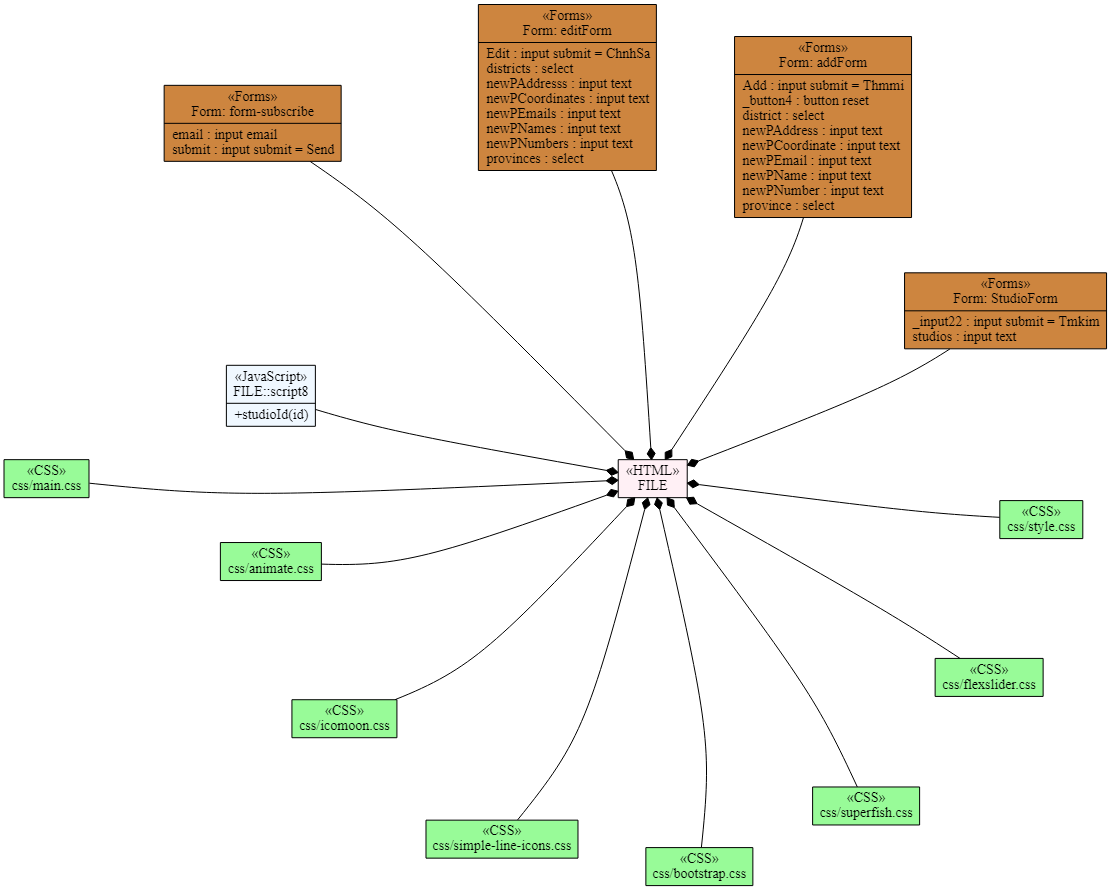 «Forms»
Form: editForm
Edit : input submit = ChnhSa
districts : select
newPAddresss : input text
newPCoordinates : input text
newPEmails : input text
newPNames : input text
newPNumbers : input text
provinces : select
«Forms»
Form: addForm
Add : input submit = Thmmi
_button4 : button reset
district : select
newPAddress : input text
newPCoordinate : input text
newPEmail : input text
newPName : input text
newPNumber : input text
province : select
«Forms»
Form: form-subscribe
email : input email
submit : input submit = Send
«Forms»
Form: StudioForm
_input22 : input submit = Tmkim
studios : input text
«JavaScript»
FILE::script8
+studioId(id)
«CSS»
css/main.css
«HTML»
FILE
«CSS»
css/style.css
«CSS»
css/animate.css
«CSS»
css/flexslider.css
«CSS»
css/icomoon.css
«CSS»
css/superfish.css
«CSS»
css/simple-line-icons.css
«CSS»
css/bootstrap.css